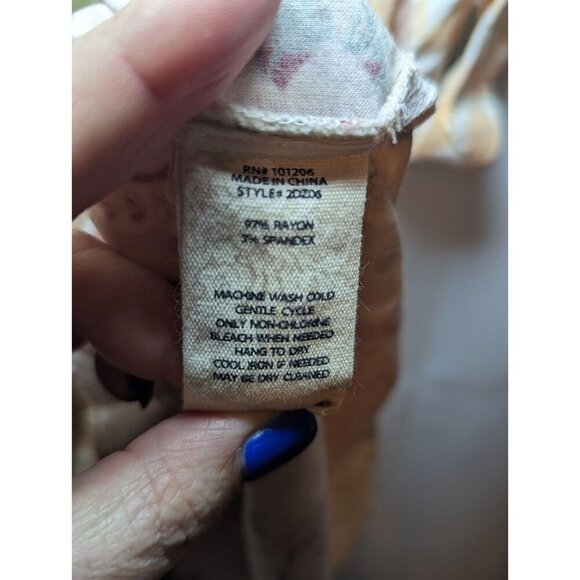 RN# 101206
MADE IN CHINA
STYLE# 2DZ06
97% RAYON
3% SPANDEX
MACHINE WASH COLD
GENTLE CYCLE
ONLY NON-CHLORINE
BLEACH WHEN NEEDED
HANG TO DRY
COOL IRON IF NEEDED
MAY BE DRY CLEANED